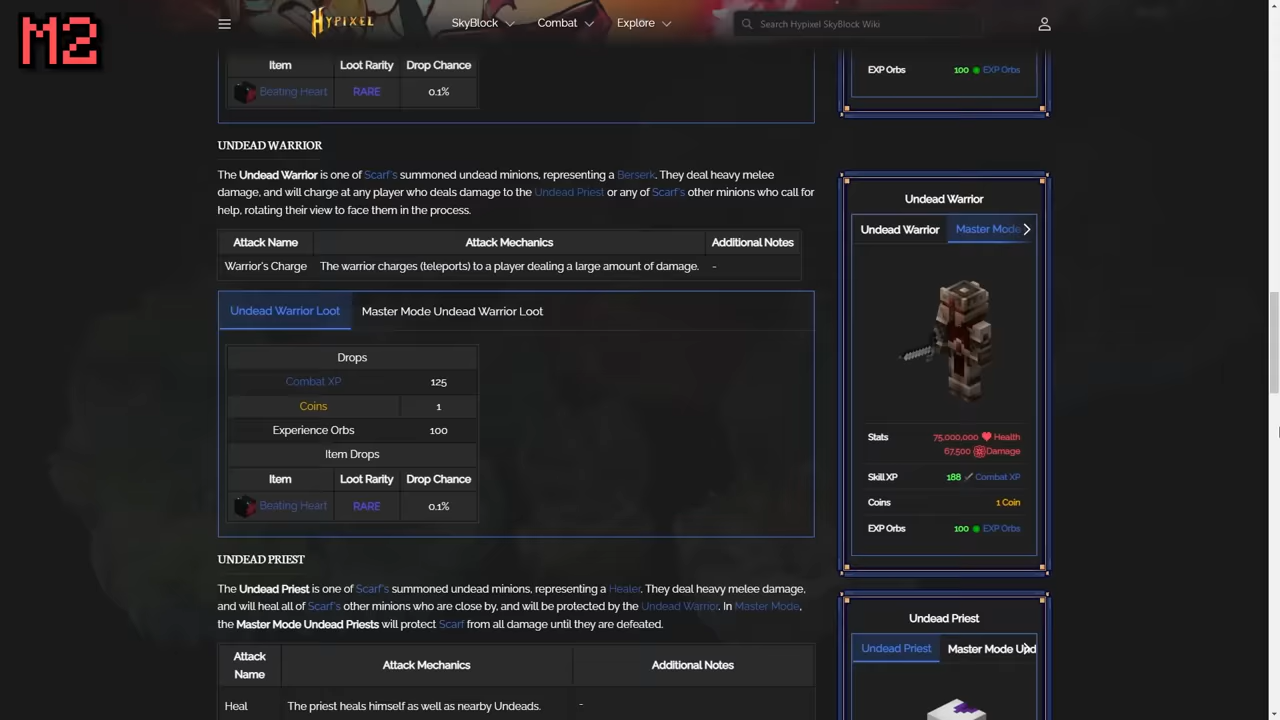 M2
HYPIXEL
SkyBlock
Combat
Explore
Search Hypixel SkyBlock Wiki
Item Loot Rarity Drop Chance
Beating Heart RARE 0.1%
EXP Orbs 100 EXP Orbs
UNDEAD WARRIOR
The Undead Warrior is one of Scarf's summoned undead minions, representing a Berserk. They deal heavy melee
damage, and will charge at any player who deals damage to the Undead Priest or any of Scarf's other minions who call for
help, rotating their view to face them in the process.
Attack Name Attack Mechanics Additional Notes
Warrior's Charge The warrior charges (teleports) to a player dealing a large amount of damage. -
Undead Warrior Loot Master Mode Undead Warrior Loot
Drops
Combat XP 125
Coins 1
Experience Orbs 100
Item Drops
Item Loot Rarity Drop Chance
Beating Heart RARE 0.1%
Undead Warrior
Undead Warrior Master Mode
Stats 75,000,000 Health
67,500 Damage
Skill XP 188 Combat XP
Coins 1 Coin
EXP Orbs 100 EXP Orbs
UNDEAD PRIEST
The Undead Priest is one of Scarf's summoned undead minions, representing a Healer. They deal heavy melee damage,
and will heal all of Scarf's other minions who are close by, and will be protected by the Undead Warrior. In Master Mode,
the Master Mode Undead Priests will protect Scarf from all damage until they are defeated.
Attack
Name Attack Mechanics Additional Notes
Heal The priest heals himself as well as nearby Undeads. -
Undead Priest
Undead Priest Master Mode Und